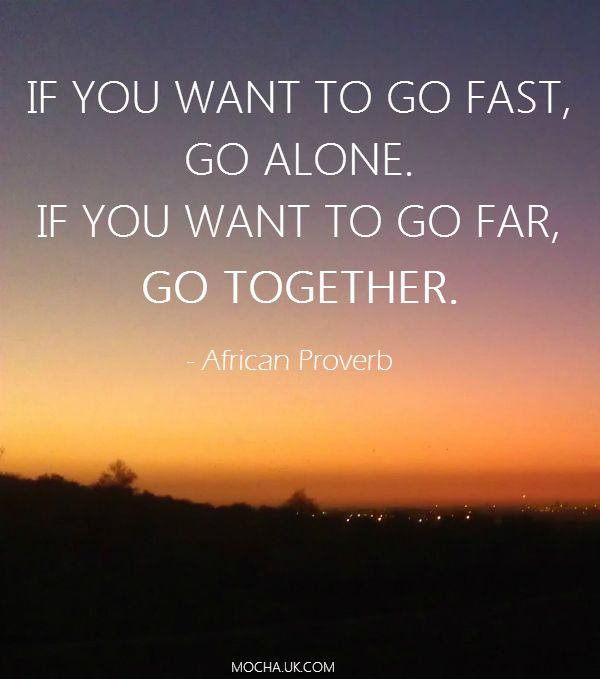 IF YOU WANT TO GO FAST,
GO ALONE.
IF YOU WANT TO GO FAR,
GO TOGETHER.
- African Proverb
MOCHA.UK.COM